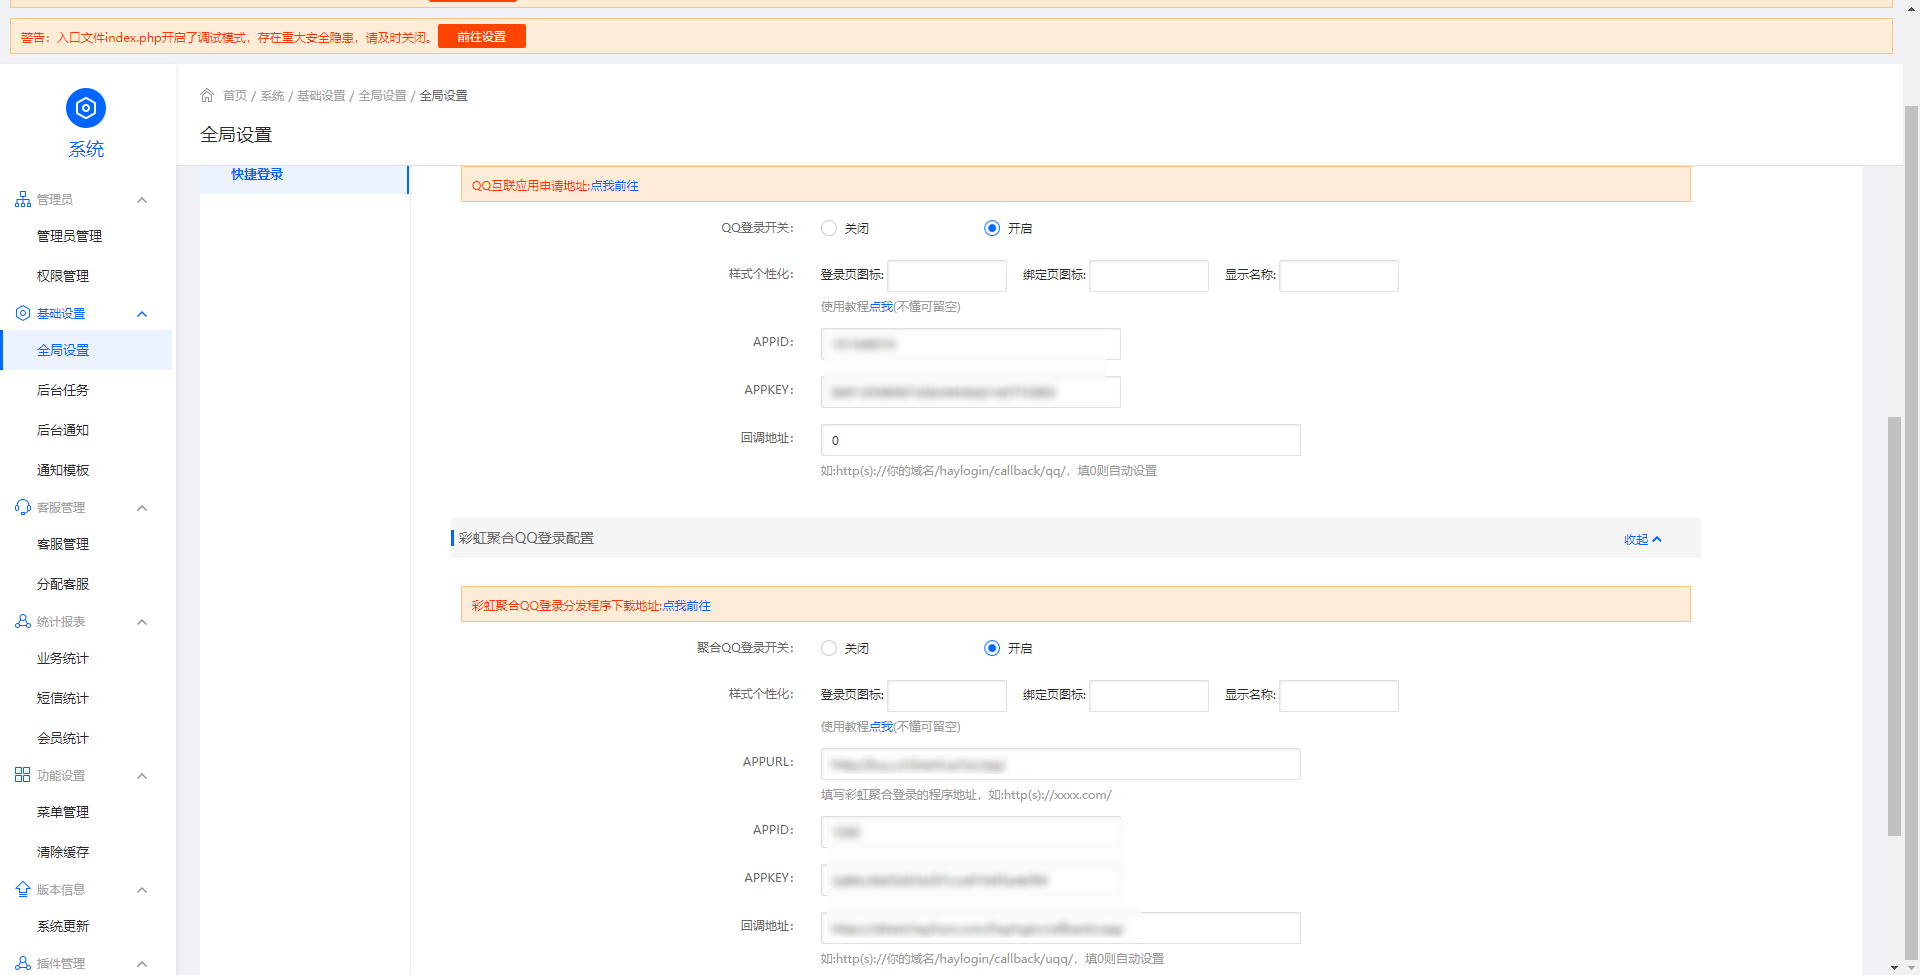 警告：入口文件index.php开启了调试模式，存在重大安全隐患，请及时关闭。 前往设置
系统
首页 / 系统 / 基础设置 / 全局设置 / 全局设置
全局设置
管理员
管理员管理
权限管理
基础设置
全局设置
后台任务
后台通知
通知模板
客服管理
客服管理
分配客服
统计报表
业务统计
短信统计
会员统计
功能设置
菜单管理
清除缓存
版本信息
系统更新
插件管理
快捷登录
QQ互联应用申请地址:点我前往
QQ登录开关： 关闭 开启
样式个性化： 登录页图标: 绑定页图标: 显示名称:
使用教程点我(不懂可留空)
APPID：
APPKEY：
回调地址： 0
如:http(s)://你的域名/haylogin/callback/qq/，填0则自动设置
彩虹聚合QQ登录配置 收起
彩虹聚合QQ登录分发程序下载地址:点我前往
聚合QQ登录开关： 关闭 开启
样式个性化： 登录页图标: 绑定页图标: 显示名称:
使用教程点我(不懂可留空)
APPURL：
填写彩虹聚合登录的程序地址，如:http(s)://xxxx.com/
APPID：
APPKEY：
回调地址：
如:http(s)://你的域名/haylogin/callback/uqq/，填0则自动设置